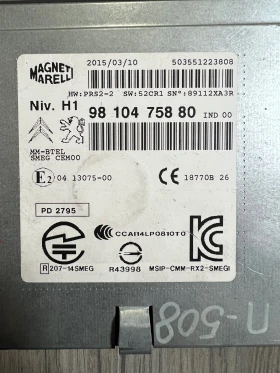 MAGNETI
MARELLI
2015/03/10 503551223808
HW:PRS2-2 SW:52CR1 SN°:89112XA3R
Niv. H1 98 104 758 80 IND 00
MM-BTEL
SMEG CEM00
E2 04 13075-00 CE 18770B 26
PD 2795
CCAI14LP0810T0
R 207-14SMEG R43998 MSIP-CMM-RX2-SMEGI
П-508